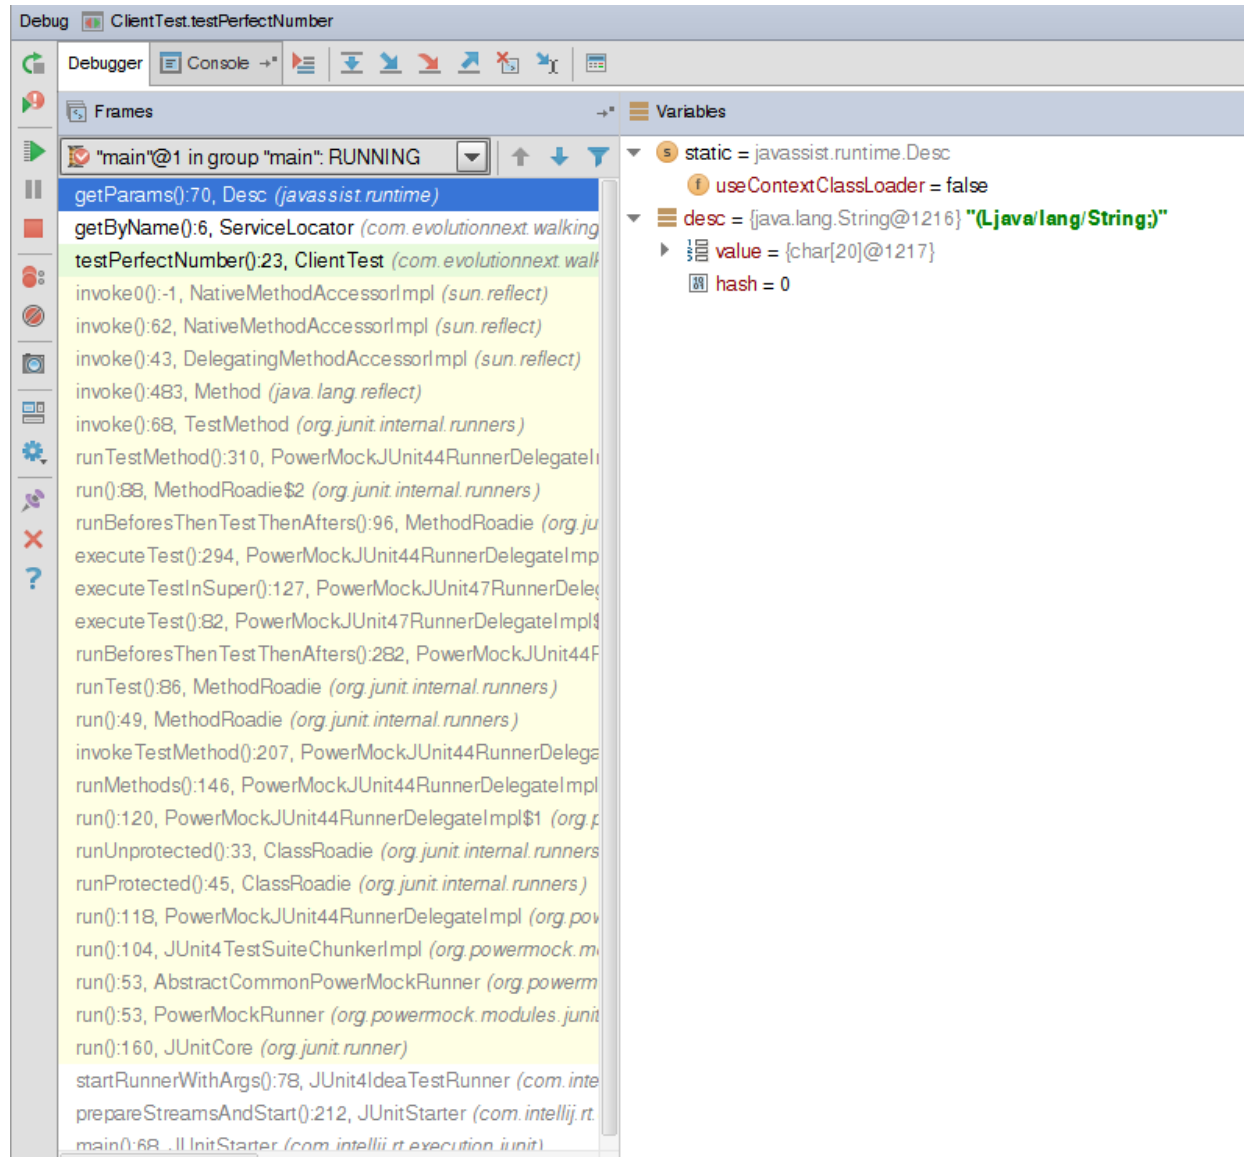 Debug ClientTest.testPerfectNumber
Debugger Console
Frames
"main"@1 in group "main": RUNNING
getParams():70, Desc (javassist.runtime)
getByName():6, ServiceLocator (com.evolutionnext.walking
testPerfectNumber():23, ClientTest (com.evolutionnext.walk
invoke0():-1, NativeMethodAccessorImpl (sun.reflect)
invoke():62, NativeMethodAccessorImpl (sun.reflect)
invoke():43, DelegatingMethodAccessorImpl (sun.reflect)
invoke():483, Method (java.lang.reflect)
invoke():68, TestMethod (org.junit.internal.runners)
runTestMethod():310, PowerMockJUnit44RunnerDelegateI
run():88, MethodRoadie$2 (org.junit.internal.runners)
runBeforesThenTestThenAfters():96, MethodRoadie (org.ju
executeTest():294, PowerMockJUnit44RunnerDelegateImp
executeTestInSuper():127, PowerMockJUnit47RunnerDeleg
executeTest():82, PowerMockJUnit47RunnerDelegateImpl$
runBeforesThenTestThenAfters():282, PowerMockJUnit44F
runTest():86, MethodRoadie (org.junit.internal.runners)
run():49, MethodRoadie (org.junit.internal.runners)
invokeTestMethod():207, PowerMockJUnit44RunnerDelega
runMethods():146, PowerMockJUnit44RunnerDelegateImpl
run():120, PowerMockJUnit44RunnerDelegateImpl$1 (org.p
runUnprotected():33, ClassRoadie (org.junit.internal.runners
runProtected():45, ClassRoadie (org.junit.internal.runners)
run():118, PowerMockJUnit44RunnerDelegateImpl (org.pow
run():104, JUnit4TestSuiteChunkerImpl (org.powermock.m
run():53, AbstractCommonPowerMockRunner (org.powerm
run():53, PowerMockRunner (org.powermock.modules.junit
run():160, JUnitCore (org.junit.runner)
startRunnerWithArgs():78, JUnit4IdeaTestRunner (com.inte
prepareStreamsAndStart():212, JUnitStarter (com.intellij.rt.
main():68, JUnitStarter (com.intellij.rt.execution.junit)
Variables
static = javassist.runtime.Desc
useContextClassLoader = false
desc = {java.lang.String@1216} "(Ljava/lang/String;)"
value = {char[20]@1217}
hash = 0